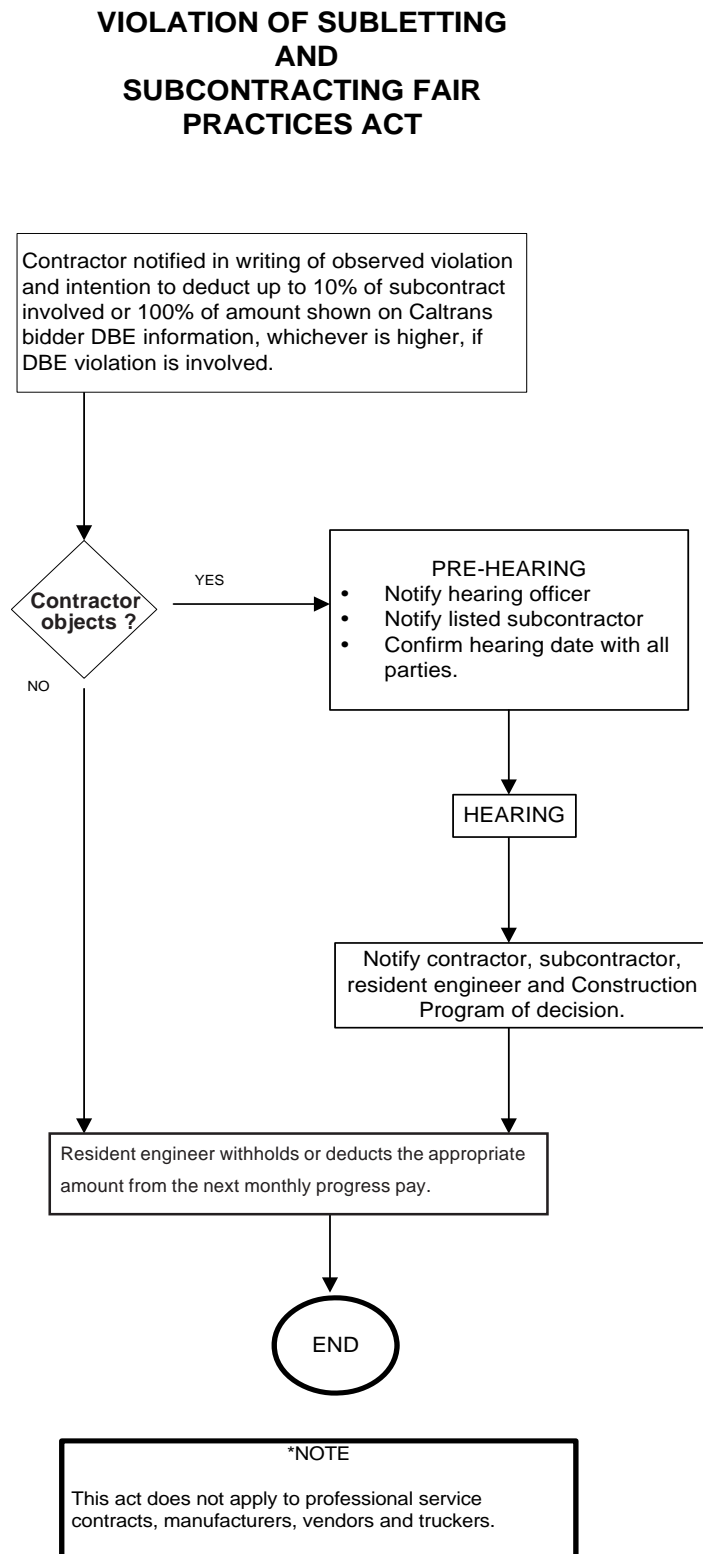 VIOLATION OF SUBLETTING
AND
SUBCONTRACTING FAIR
PRACTICES ACT
Contractor notified in writing of observed violation
and intention to deduct up to 10% of subcontract
involved or 100% of amount shown on Caltrans
bidder DBE information, whichever is higher, if
DBE violation is involved.
Contractor
objects ?
YES
NO
PRE-HEARING
• Notify hearing officer
• Notify listed subcontractor
• Confirm hearing date with all
parties.
HEARING
Notify contractor, subcontractor,
resident engineer and Construction
Program of decision.
Resident engineer withholds or deducts the appropriate
amount from the next monthly progress pay.
END
*NOTE
This act does not apply to professional service
contracts, manufacturers, vendors and truckers.